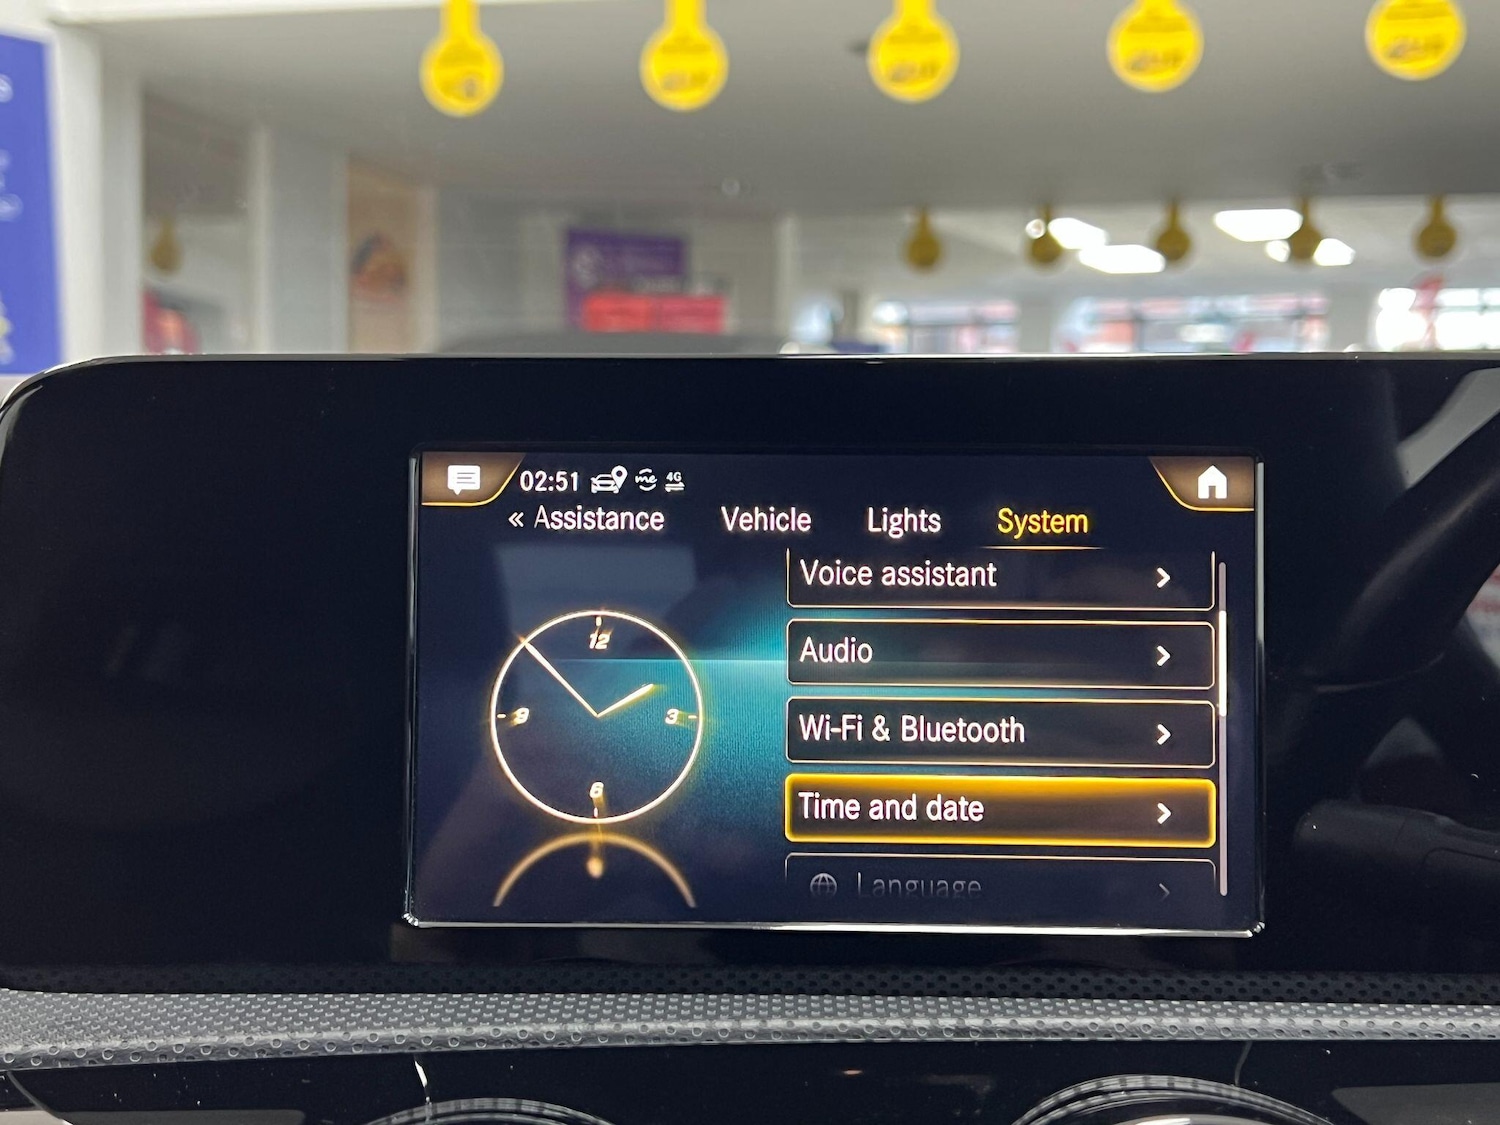 02:51 me 4G
« Assistance Vehicle Lights System
Voice assistant
Audio
Wi-Fi & Bluetooth
Time and date
Language
12
9 3
6